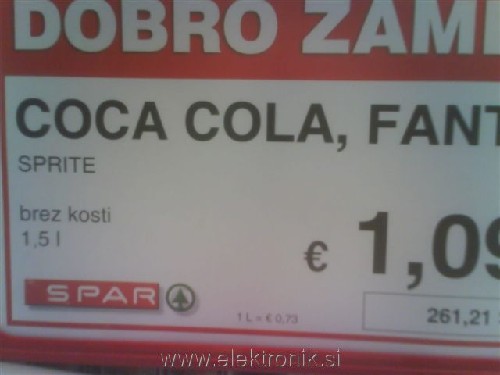 DOBRO ZAM
COCA COLA, FANT
SPRITE
brez kosti
1,5 l
€ 1,09
SPAR
1 L = € 0,73
261,21
www.elektronik.si